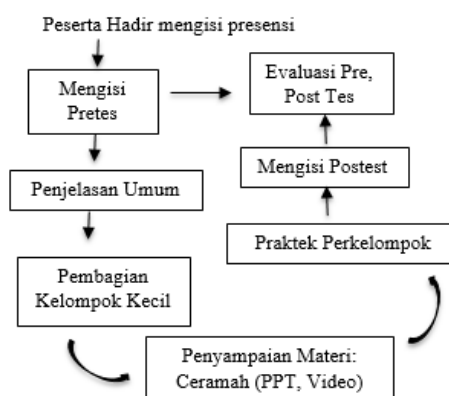 Peserta Hadir mengisi presensi
Mengisi
Pretes
Penjelasan Umum
Pembagian
Kelompok Kecil
Penyampaian Materi:
Ceramah (PPT, Video)
Praktek Perkelompok
Mengisi Postest
Evaluasi Pre,
Post Tes